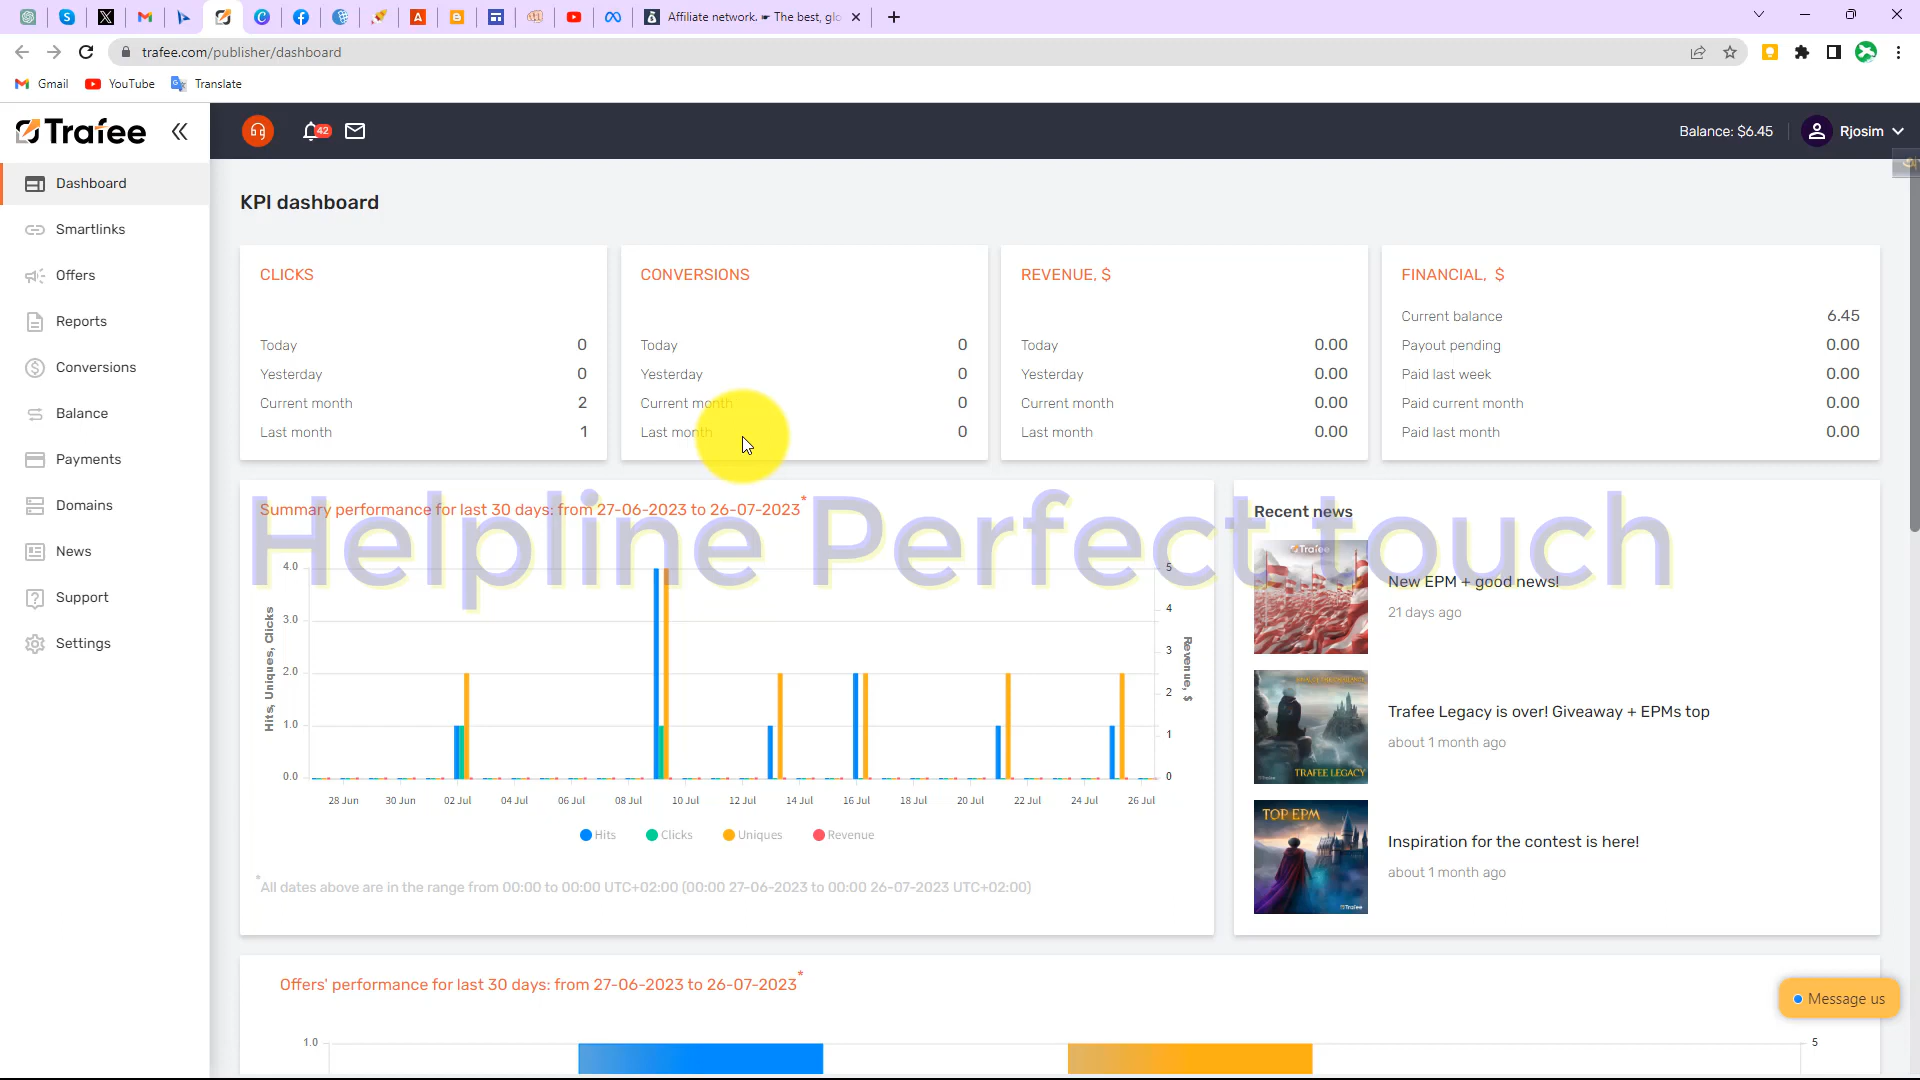 Affiliate network. ☛ The best, glo
trafee.com/publisher/dashboard
Gmail YouTube Translate
Trafee
42
Balance: $6.45 Rjosim
Dashboard
Smartlinks
Offers
Reports
Conversions
Balance
Payments
Domains
News
Support
Settings
KPI dashboard
CLICKS
Today 0
Yesterday 0
Current month 2
Last month 1
CONVERSIONS
Today 0
Yesterday 0
Current month 0
Last month 0
REVENUE, $
Today 0.00
Yesterday 0.00
Current month 0.00
Last month 0.00
FINANCIAL, $
Current balance 6.45
Payout pending 0.00
Paid last week 0.00
Paid current month 0.00
Paid last month 0.00
Helpline Perfect touch
Summary performance for last 30 days: from 27-06-2023 to 26-07-2023*
Hits, Uniques, Clicks
4.0
3.0
2.0
1.0
0.0
5
4
3
2
1
0
Revenue, $
28 Jun 30 Jun 02 Jul 04 Jul 06 Jul 08 Jul 10 Jul 12 Jul 14 Jul 16 Jul 18 Jul 20 Jul 22 Jul 24 Jul 26 Jul
Hits Clicks Uniques Revenue
*All dates above are in the range from 00:00 to 00:00 UTC+02:00 (00:00 27-06-2023 to 00:00 26-07-2023 UTC+02:00)
Recent news
Trafee
New EPM + good news!
21 days ago
TRAFEE LEGACY
Trafee Legacy is over! Giveaway + EPMs top
about 1 month ago
TOP EPM
Trafee
Inspiration for the contest is here!
about 1 month ago
Offers' performance for last 30 days: from 27-06-2023 to 26-07-2023*
1.0
5
Message us